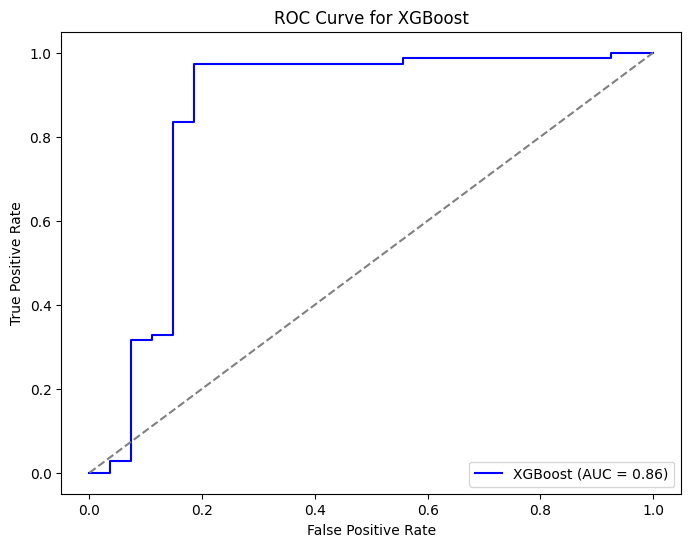 ROC Curve for XGBoost
1.0
0.8
0.6
0.4
0.2
0.0
True Positive Rate
XGBoost (AUC = 0.86)
0.0 0.2 0.4 0.6 0.8 1.0
False Positive Rate